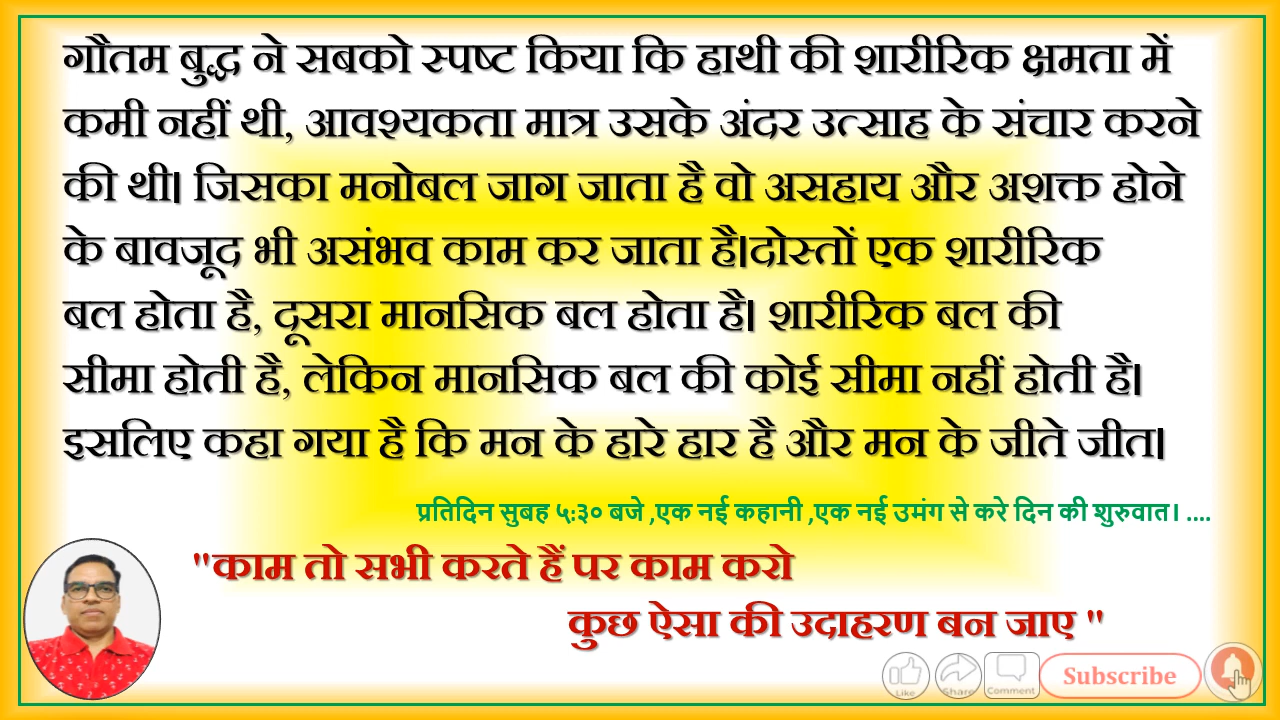 गौतम बुद्ध ने सबको स्पष्ट किया कि हाथी की शारीरिक क्षमता में
कमी नहीं थी, आवश्यकता मात्र उसके अंदर उत्साह के संचार करने
की थी। जिसका मनोबल जाग जाता है वो असहाय और अशक्त होने
के बावजूद भी असंभव काम कर जाता है।दोस्तों एक शारीरिक
बल होता है, दूसरा मानसिक बल होता है। शारीरिक बल की
सीमा होती है, लेकिन मानसिक बल की कोई सीमा नहीं होती है।
इसलिए कहा गया है कि मन के हारे हार है और मन के जीते जीत।
प्रतिदिन सुबह ५:३० बजे ,एक नई कहानी ,एक नई उमंग से करे दिन की शुरुवात। ....
"काम तो सभी करते हैं पर काम करो
कुछ ऐसा की उदाहरण बन जाए "
Like Share Comment Subscribe